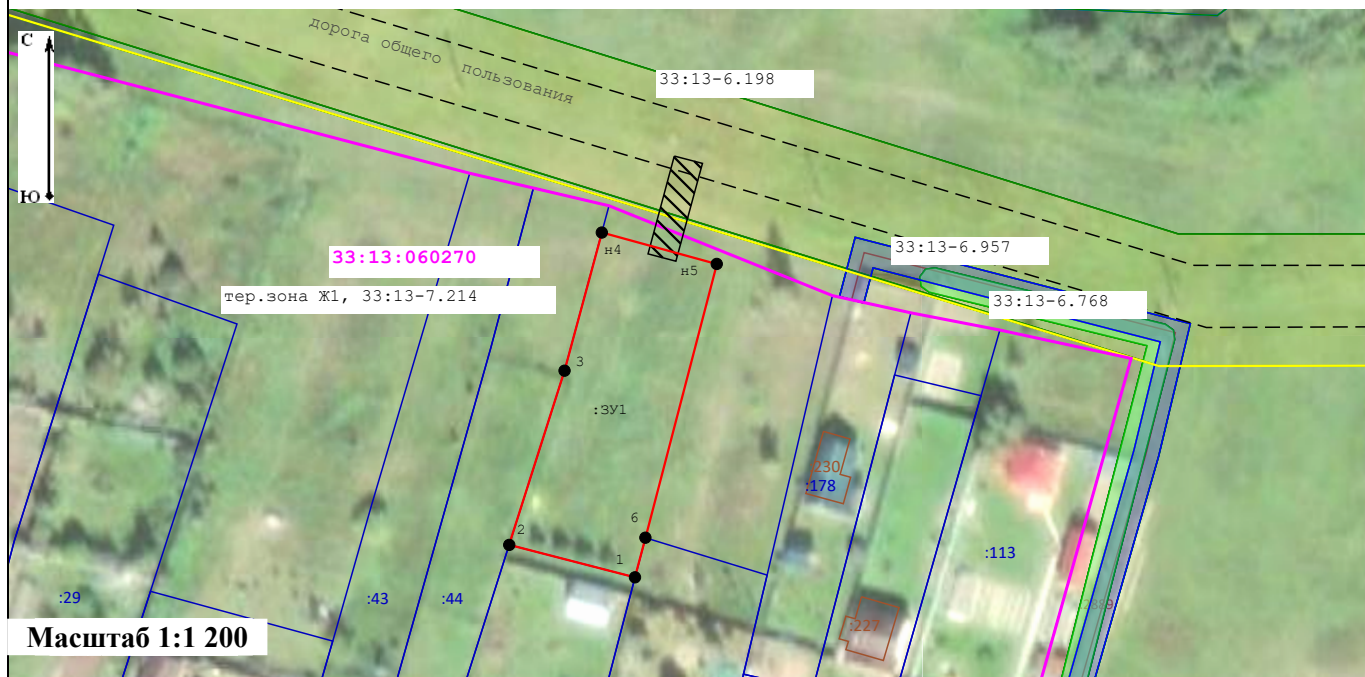 С
дорога общего пользования
33:13-6.198
Ю
н4
н5
33:13:060270
33:13-6.957
тер.зона Ж1, 33:13-7.214
33:13-6.768
3
:ЗУ1
:230
:178
2
6
1
:113
:29
:43
:44
:227
Масштаб 1:1 200